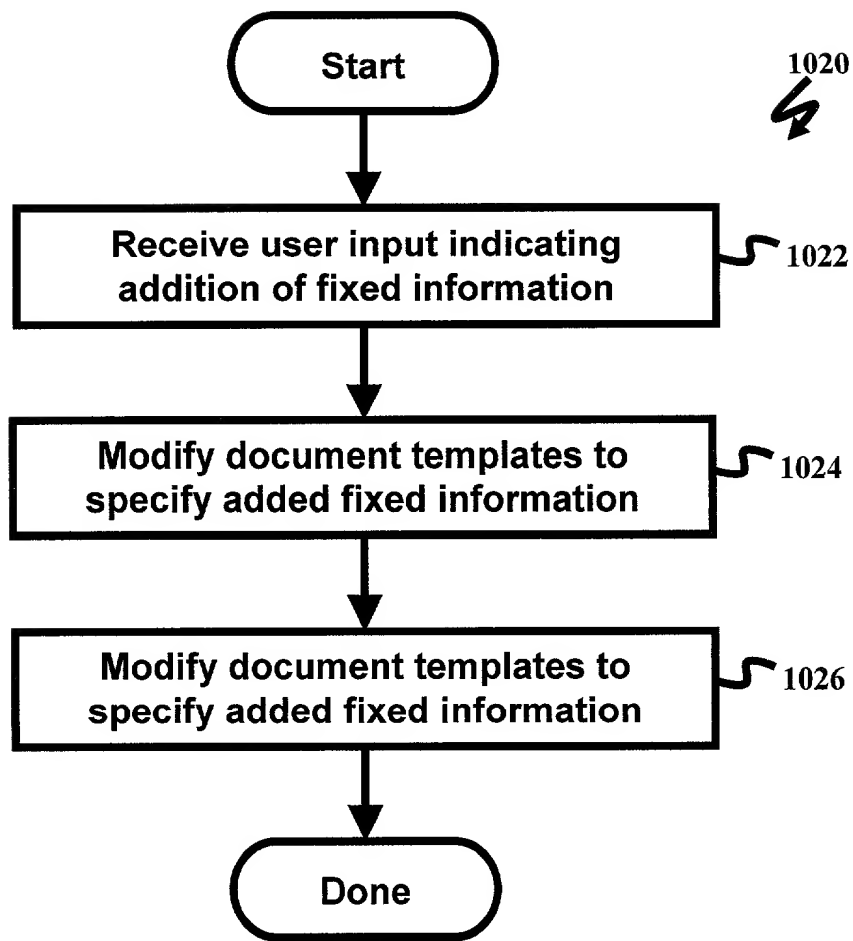 Start
1020
Receive user input indicating
addition of fixed information
1022
Modify document templates to
specify added fixed information
1024
Modify document templates to
specify added fixed information
1026
Done